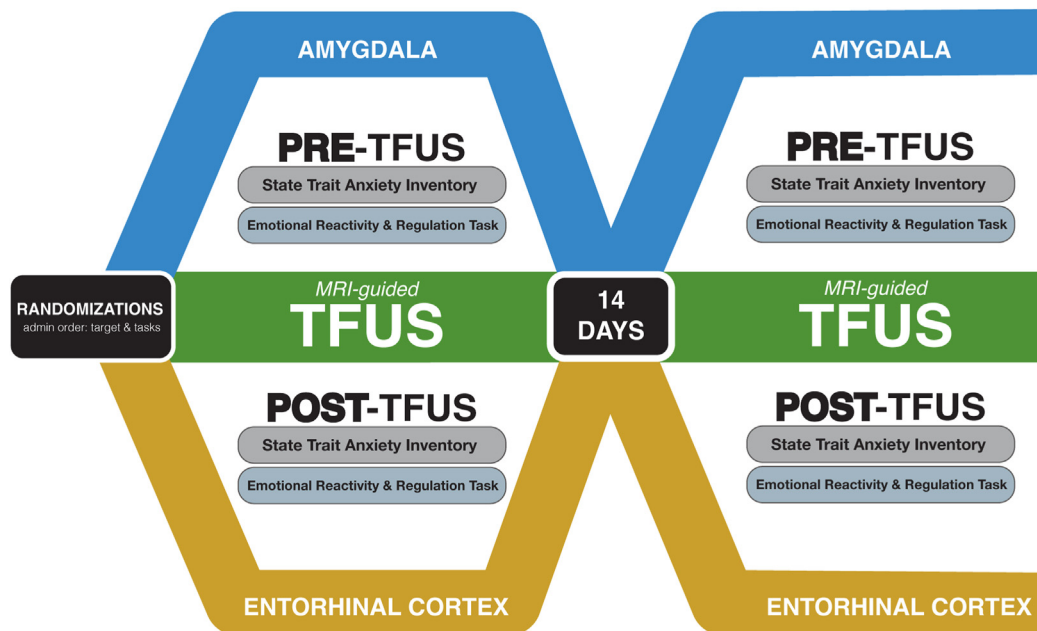 AMYGDALA
PRE-TFUS
State Trait Anxiety Inventory
Emotional Reactivity & Regulation Task
RANDOMIZATIONS
admin order: target & tasks
MRI-guided
TFUS
POST-TFUS
State Trait Anxiety Inventory
Emotional Reactivity & Regulation Task
ENTORHINAL CORTEX
14
DAYS
AMYGDALA
PRE-TFUS
State Trait Anxiety Inventory
Emotional Reactivity & Regulation Task
MRI-guided
TFUS
POST-TFUS
State Trait Anxiety Inventory
Emotional Reactivity & Regulation Task
ENTORHINAL CORTEX